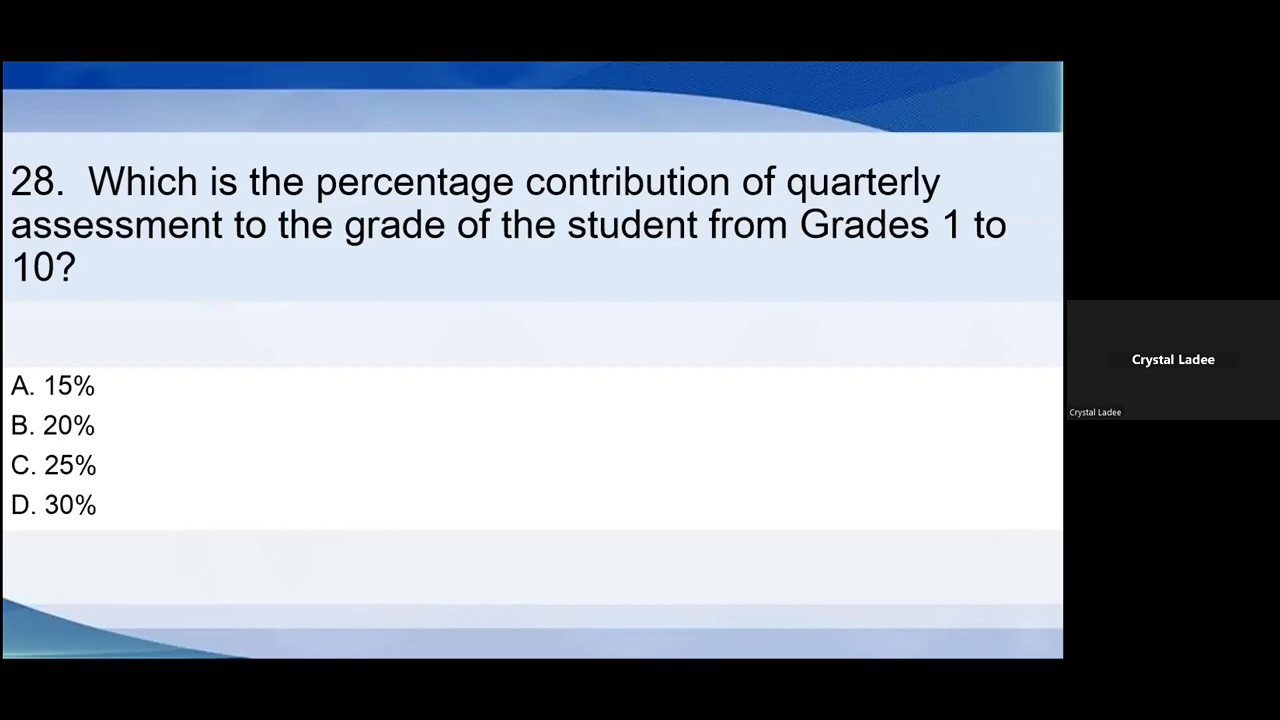 28.  Which is the percentage contribution of quarterly
assessment to the grade of the student from Grades 1 to
10?
A. 15%
B. 20%
C. 25%
D. 30%
Crystal Ladee
Crystal Ladee